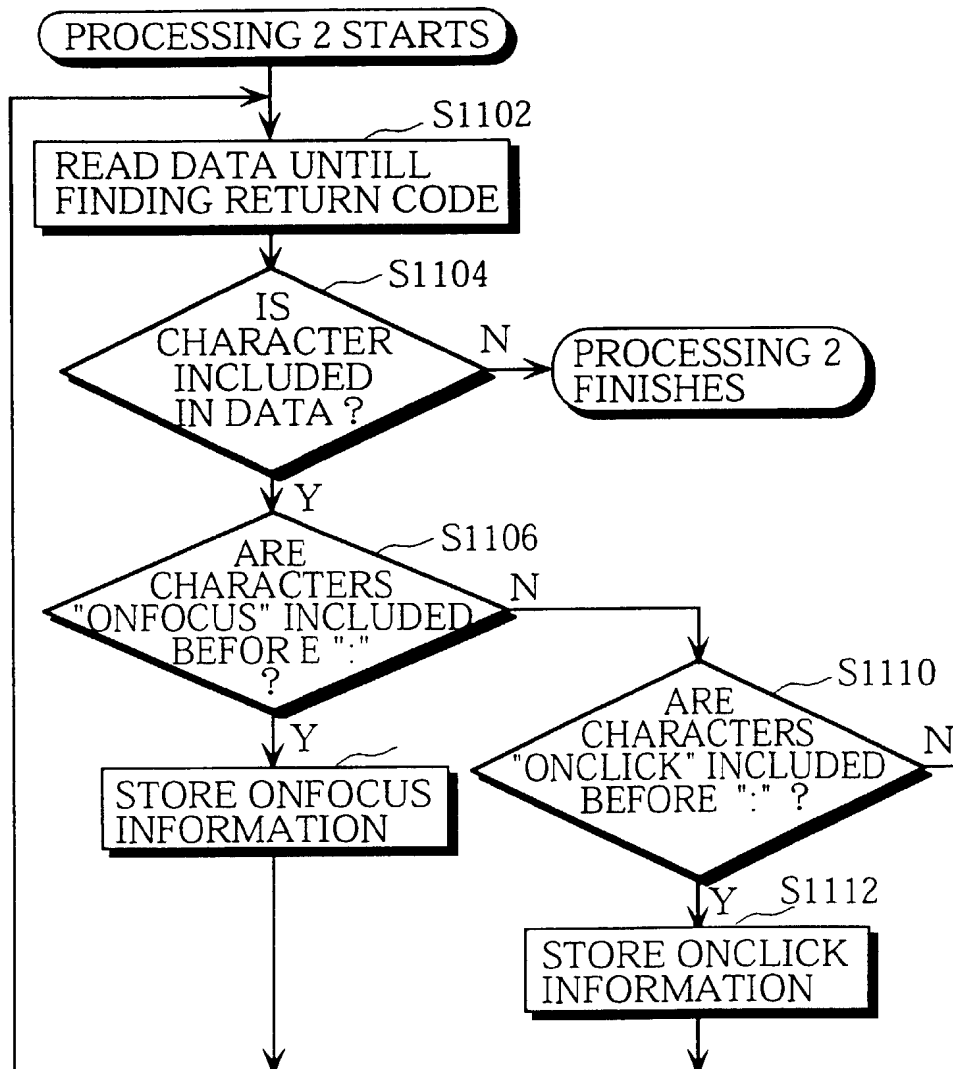 PROCESSING 2 STARTS
S1102
READ DATA UNTILL
FINDING RETURN CODE
S1104
IS
CHARACTER
INCLUDED
IN DATA ?
N
PROCESSING 2
FINISHES
Y
S1106
ARE
CHARACTERS
"ONFOCUS" INCLUDED
BEFOR E ":"
?
N
Y
S1110
ARE
CHARACTERS
"ONCLICK" INCLUDED
BEFORE ":" ?
N
STORE ONFOCUS
INFORMATION
Y
S1112
STORE ONCLICK
INFORMATION